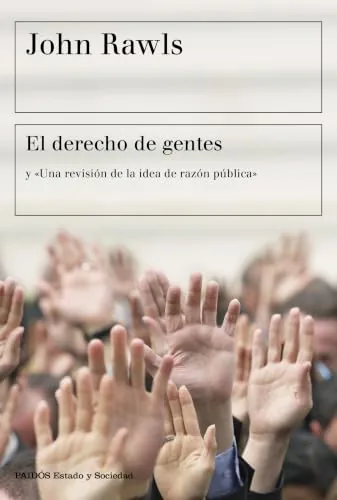 John Rawls
El derecho de gentes
y «Una revisión de la idea de razón pública»
PAIDÓS Estado y Sociedad